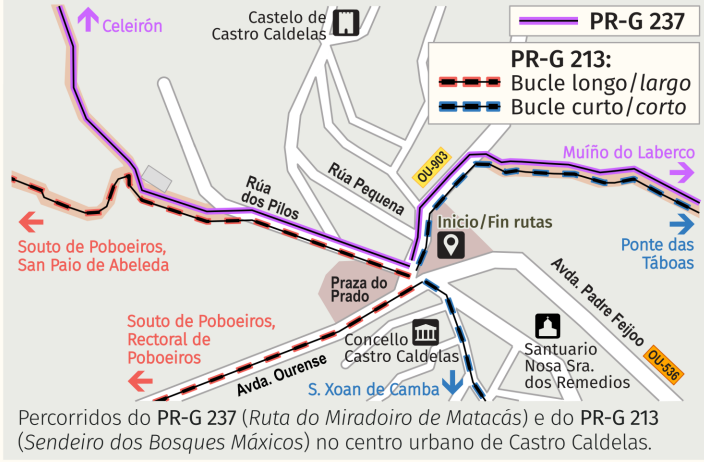 Celeirón
Castelo de
Castro Caldelas
PR-G 237
PR-G 213:
Bucle longo/largo
Bucle curto/corto
Muíño do Laberco
OU-903
Rúa Pequena
Rúa
dos Pilos
Inicio/Fin rutas
Souto de Poboeiros,
San Paio de Abeleda
Ponte das
Táboas
Praza do
Prado
Avda. Padre Feijoo
Souto de Poboeiros,
Rectoral de
Poboeiros
Concello
Castro Caldelas
Santuario
Nosa Sra.
dos Remedios
OU-536
Avda. Ourense
S. Xoan de Camba
Percorridos do PR-G 237 (Ruta do Miradoiro de Matacás) e do PR-G 213
(Sendeiro dos Bosques Máxicos) no centro urbano de Castro Caldelas.